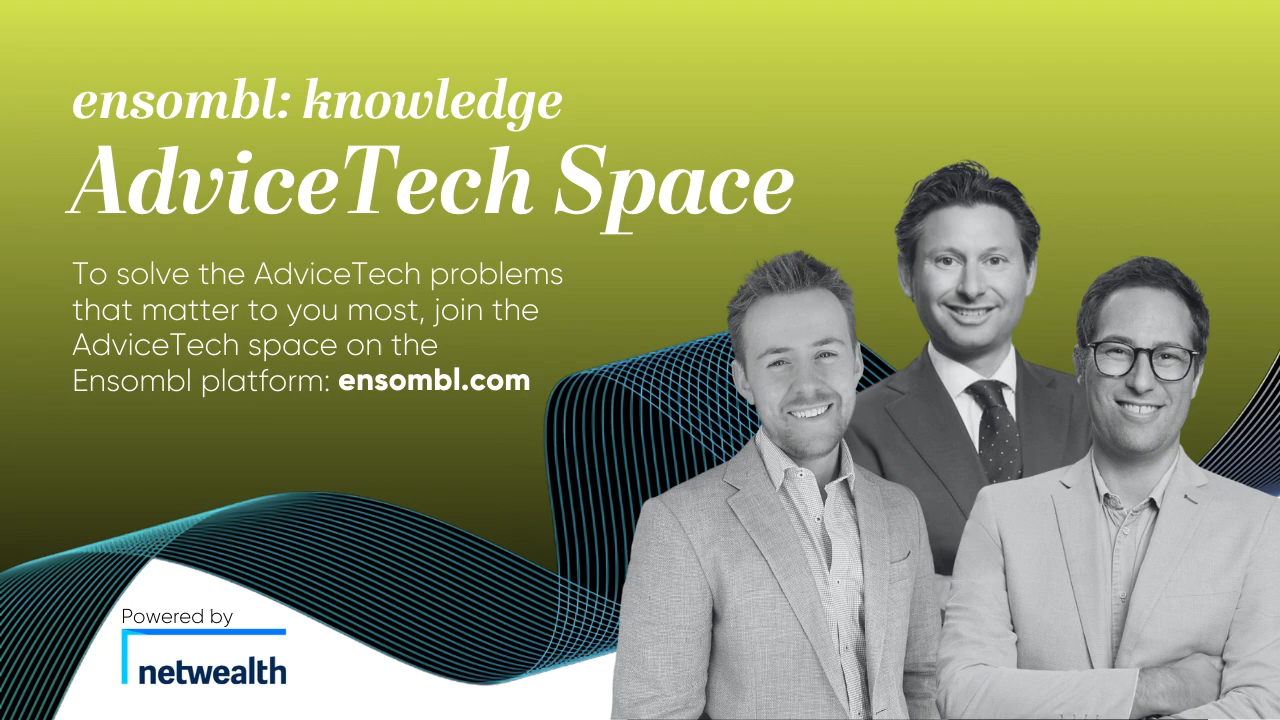 ensombl: knowledge
AdviceTech Space
To solve the AdviceTech problems
that matter to you most, join the
AdviceTech space on the
Ensombl platform: ensombl.com
Powered by
netwealth